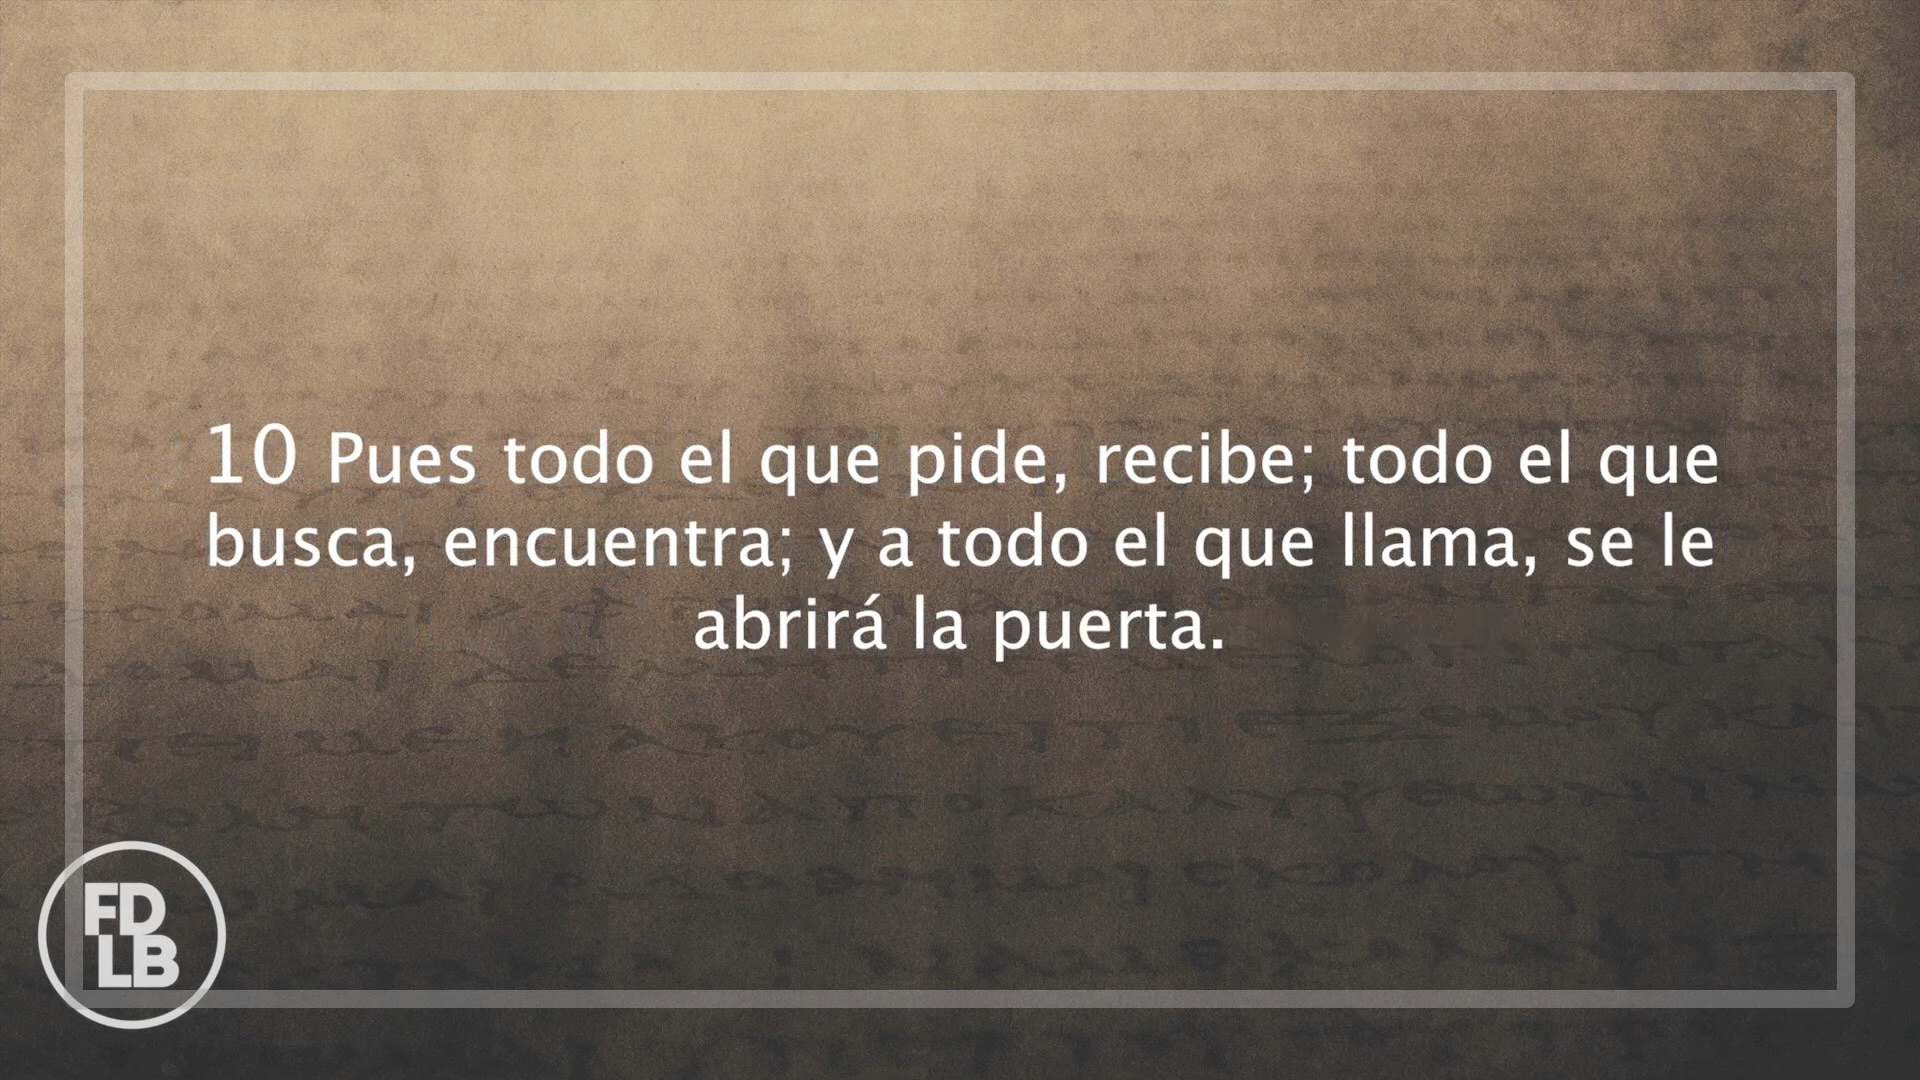 10 Pues todo el que pide, recibe; todo el que
busca, encuentra; y a todo el que llama, se le
abrirá la puerta.
FD
LB